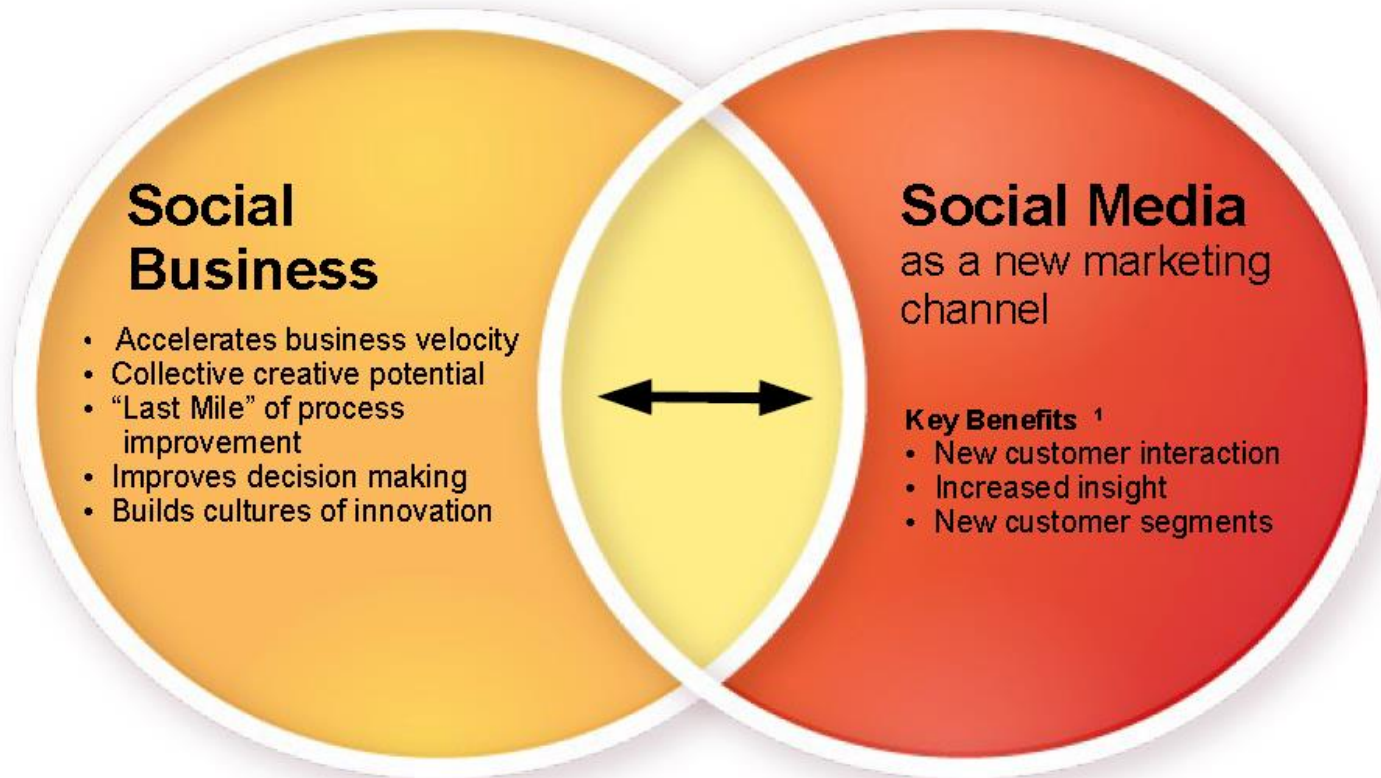 Social
Business
• Accelerates business velocity
• Collective creative potential
• “Last Mile” of process
improvement
• Improves decision making
• Builds cultures of innovation
Social Media
as a new marketing
channel
Key Benefits ¹
• New customer interaction
• Increased insight
• New customer segments